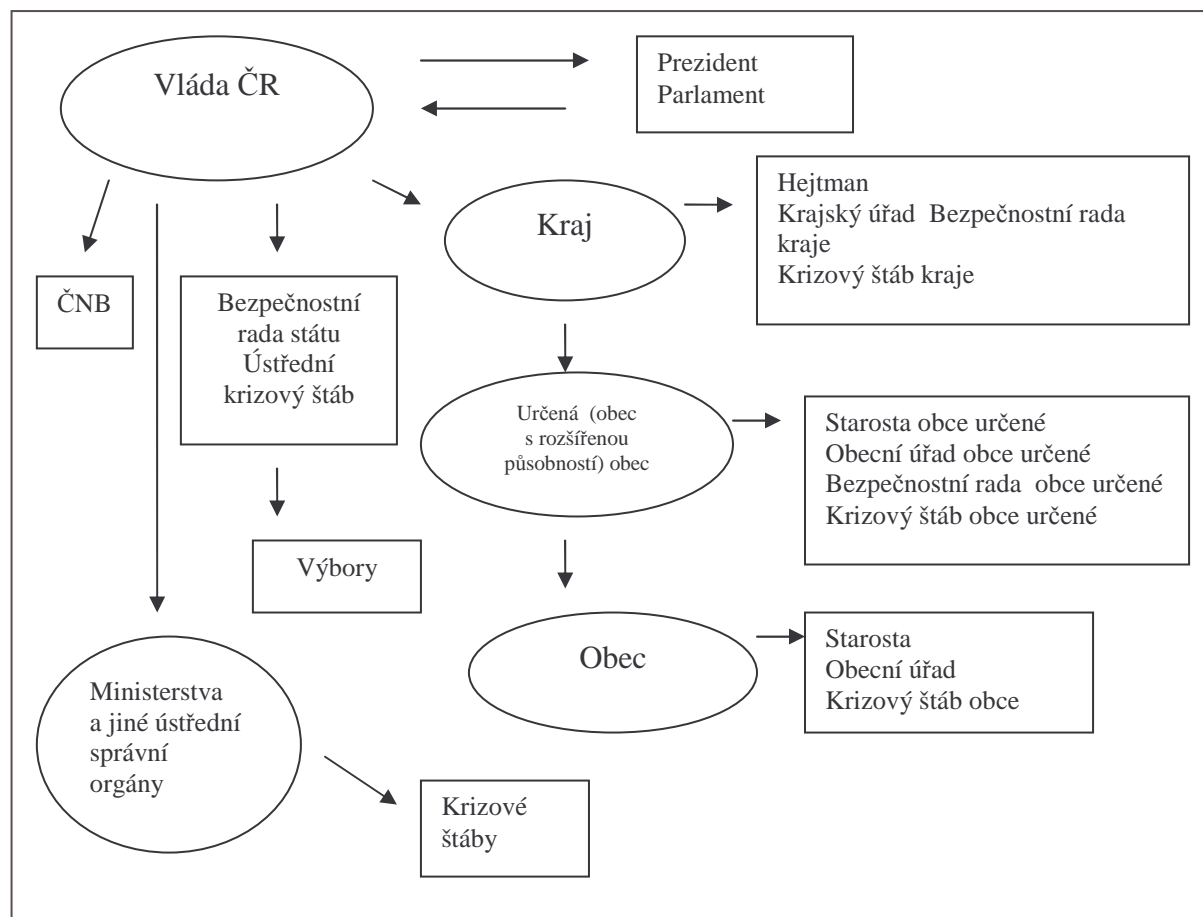 Vláda ČR
Prezident
Parlament
Hejtman
Krajský úřad  Bezpečnostní rada
kraje
Krizový štáb kraje
Kraj
ČNB
Bezpečnostní
rada státu
Ústřední
krizový štáb
Určená  (obec
s rozšířenou
působností) obec
Starosta obce určené
Obecní úřad obce určené
Bezpečnostní rada  obce určené
Krizový štáb obce určené
Výbory
Obec
Starosta
Obecní úřad
Krizový štáb obce
Ministerstva
a jiné ústřední
správní
orgány
Krizové
štáby